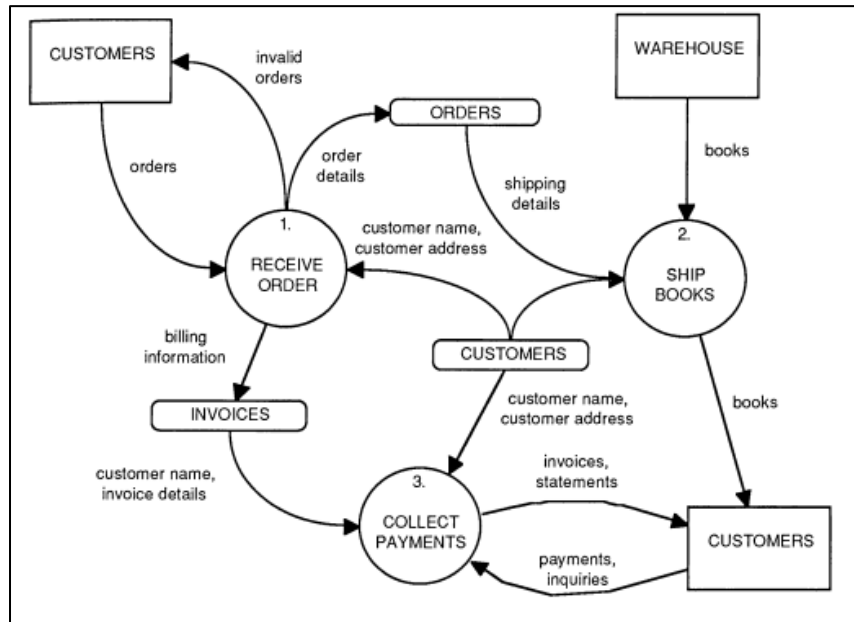 CUSTOMERS
invalid
orders
WAREHOUSE
ORDERS
orders
order
details
books
shipping
details
1.
RECEIVE
ORDER
customer name,
customer address
2.
SHIP
BOOKS
billing
information
CUSTOMERS
INVOICES
customer name,
customer address
books
customer name,
invoice details
3.
COLLECT
PAYMENTS
invoices,
statements
CUSTOMERS
payments,
inquiries